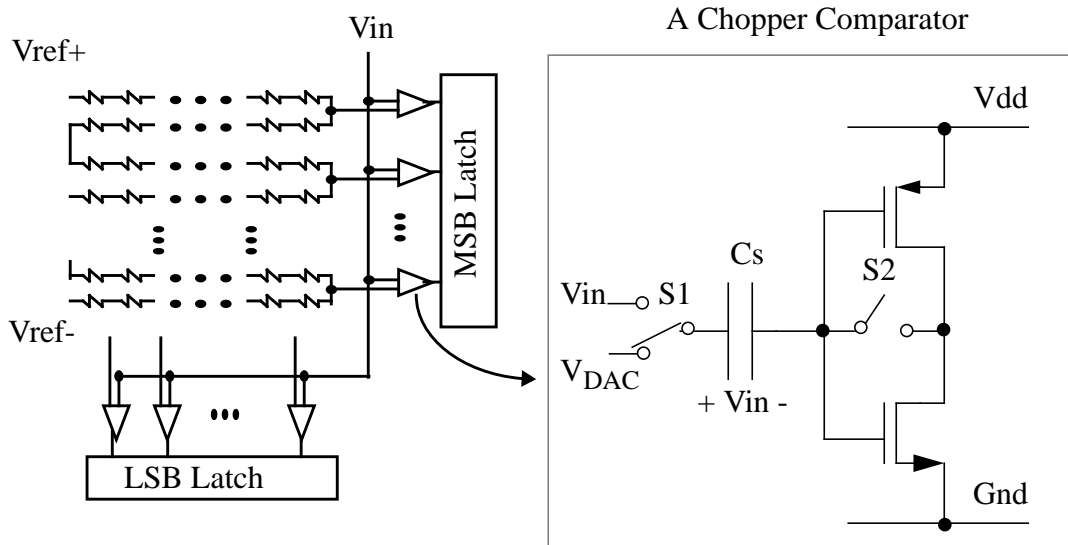 A Chopper Comparator
Vin
Vref+
MSB Latch
Vref-
LSB Latch
Vdd
Cs
S2
Vin
S1
VDAC
+ Vin -
Gnd